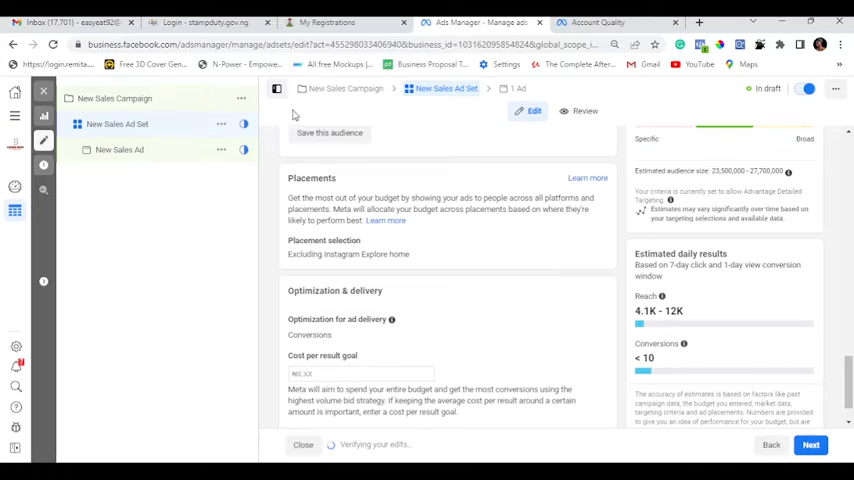 Inbox (17,701) - easyeat92@
Login - stampduty.gov.ng
My Registrations
Ads Manager - Manage ads
Account Quality
business.facebook.com/adsmanager/manage/adsets/edit?act=455298033406940&business_id=103162095854824&global_scope_i
https://login.remita...
Free 3D Cover Gen...
N-Power - Empower...
All free Mockups |...
Business Proposal T...
Settings
The 7 Im@ter...
Gmail
YouTube
Maps
New Sales Campaign
New Sales Ad Set
New Sales Ad
New Sales Campaign
New Sales Ad Set
1 Ad
In draft
Edit
Review
Save this audience
Placements
Learn more
Get the most out of your budget by showing your ads to people across all platforms and
placements. Meta will allocate your budget across placements based on where they're
likely to perform best. Learn more
Placement selection
Excluding instagram Explore home
Optimization & delivery
Optimization for ad delivery
Conversions
Cost per result goal
NX.XX
Meta will aim to spend your entire budget and get the most conversions using the
highest volume bid strategy. If keeping the average cost per result around a certain
amount is important, enter a cost per result goal.
Specific
Broad
Estimated audience size: 23,500,000 - 27,700,000
Your criteria is currently set to allow Advantage Detailed
Targeting.
Estimates may vary significantly over time based on
your targeting selections and available data.
Estimated daily results
Based on 7-day click and 1-day view conversion
window
Reach
4.1K - 12K
Conversions
< 10
The accuracy of estimates is based on factors like past
campaign data, the budget you entered, market data,
targeting criteria and ad placements. Numbers are provided
to give you an idea of performance for your budget, but are
Close
Verifying your edits...
Back
Next